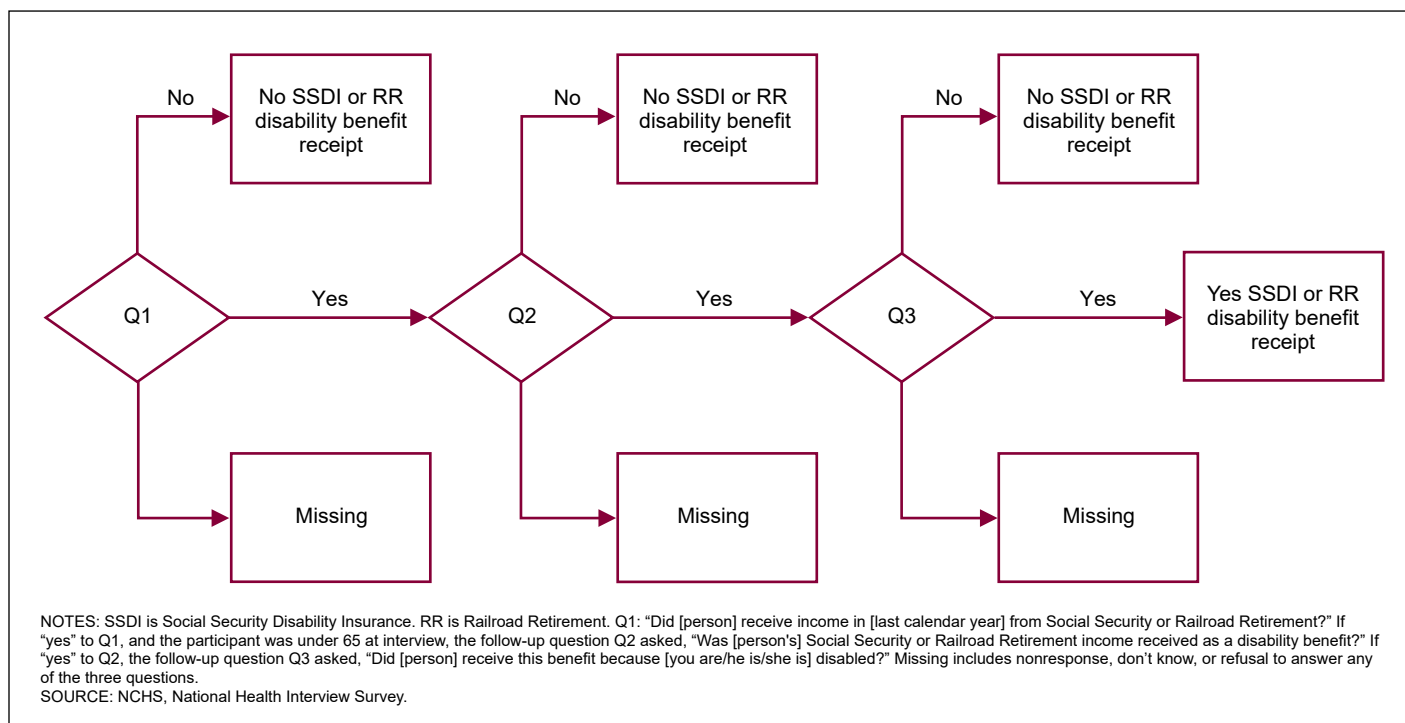 No
No SSDI or RR
disability benefit
receipt
No
No SSDI or RR
disability benefit
receipt
No
No SSDI or RR
disability benefit
receipt
Q1
Yes
Q2
Yes
Q3
Yes
Yes SSDI or RR
disability benefit
receipt
Missing
Missing
Missing
NOTES: SSDI is Social Security Disability Insurance. RR is Railroad Retirement. Q1: “Did [person] receive income in [last calendar year] from Social Security or Railroad Retirement?” If
“yes” to Q1, and the participant was under 65 at interview, the follow-up question Q2 asked, “Was [person's] Social Security or Railroad Retirement income received as a disability benefit?” If
“yes” to Q2, the follow-up question Q3 asked, “Did [person] receive this benefit because [you are/he is/she is] disabled?” Missing includes nonresponse, don’t know, or refusal to answer any
of the three questions.
SOURCE: NCHS, National Health Interview Survey.